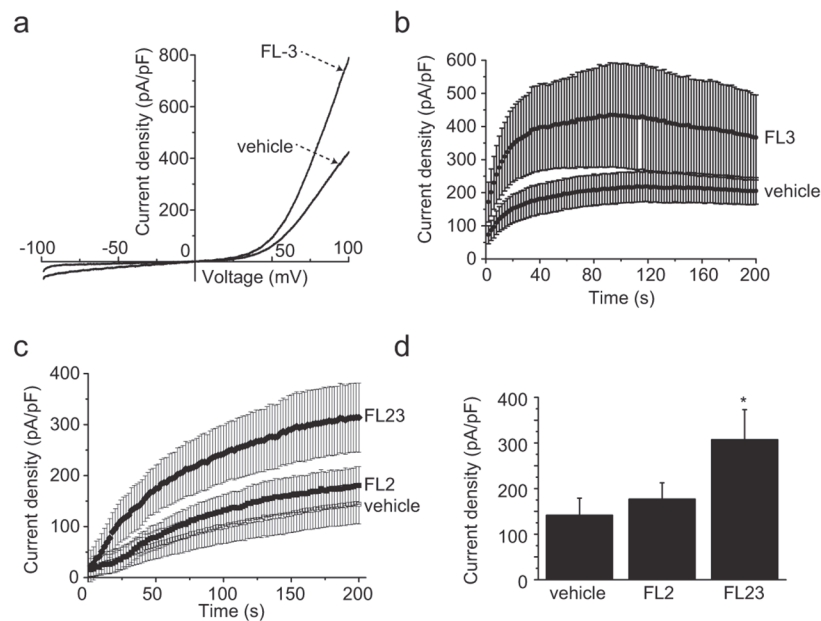 a
FL-3
vehicle
Current density (pA/pF)
800
600
400
200
0
-100
-50
50
100
Voltage (mV)
b
Current density (pA/pF)
600
500
400
300
200
100
0
FL3
vehicle
0 40 80 120 160 200
Time (s)
c
Current density (pA/pF)
400
300
200
100
0
FL23
FL2
vehicle
0 50 100 150 200
Time (s)
d
Current density (pA/pF)
400
300
200
100
0
*
vehicle FL2 FL23